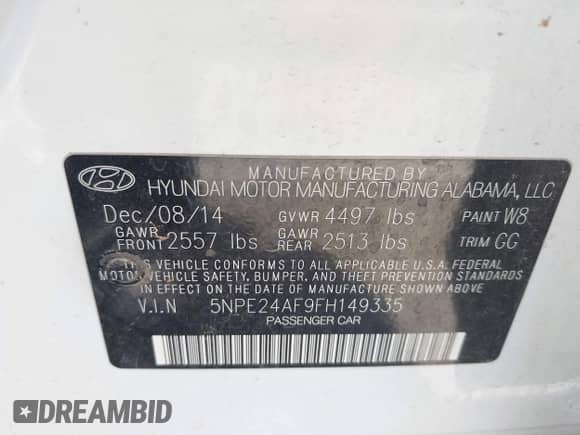 MANUFACTURED BY
HYUNDAI MOTOR MANUFACTURING ALABAMA, LLC
Dec/08/14 GVWR 4497 lbs PAINT W8
GAWR FRONT 2557 lbs GAWR REAR 2513 lbs TRIM GG
THIS VEHICLE CONFORMS TO ALL APPLICABLE U.S.A FEDERAL
MOTOR VEHICLE SAFETY, BUMPER, AND THEFT PREVENTION STANDARDS
IN EFFECT ON THE DATE OF MANUFACTURE SHOWN ABOVE
V.I.N 5NPE24AF9FH149335
PASSENGER CAR
DREAMBID